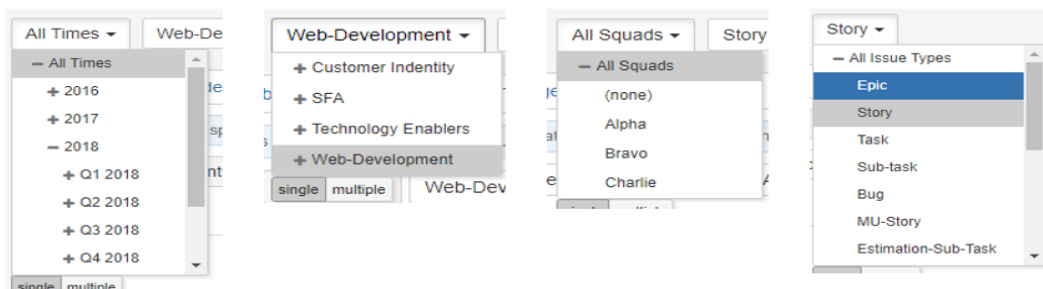 All Times
Web-De
All Times
2016
2017
2018
Q1 2018
Q2 2018
Q3 2018
Q4 2018
single multiple
Web-Development
Customer Indentity
SFA
Technology Enablers
Web-Development
single multiple
Web-Dev
All Squads
Story
All Squads
(none)
Alpha
Bravo
Charlie
Story
All Issue Types
Epic
Story
Task
Sub-task
Bug
MU-Story
Estimation-Sub-Task